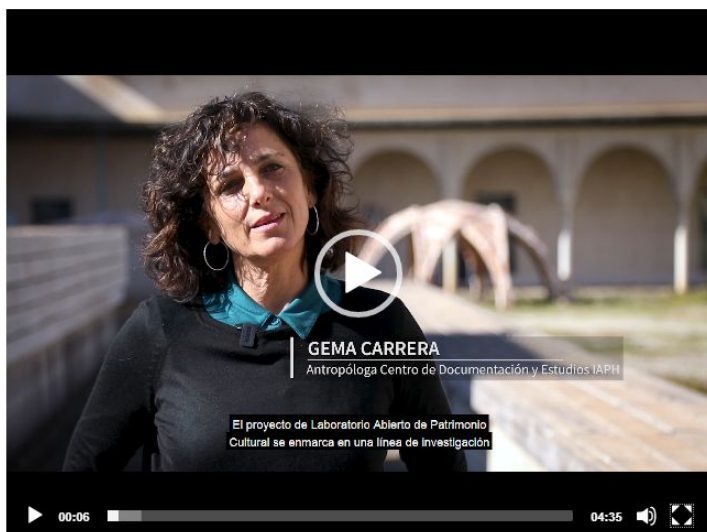 GEMA CARRERA
Antropóloga Centro de Documentación y Estudios IAPH
El proyecto de Laboratorio Abierto de Patrimonio
Cultural se enmarca en una línea de investigación
00:06
04:35